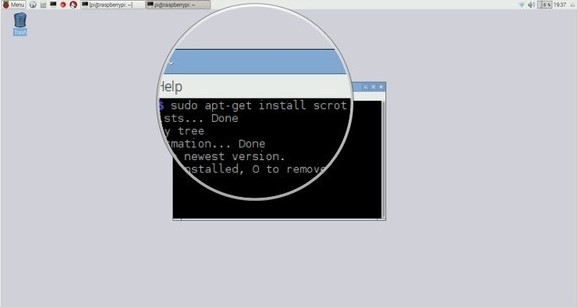 Menu [pi@raspberrypi: ~] pi@raspberrypi: ~ 19:37
Trash
Help
$ sudo apt-get install scrot
sts... Done
y tree
rmation... Done
newest version.
nstalled, 0 to remove